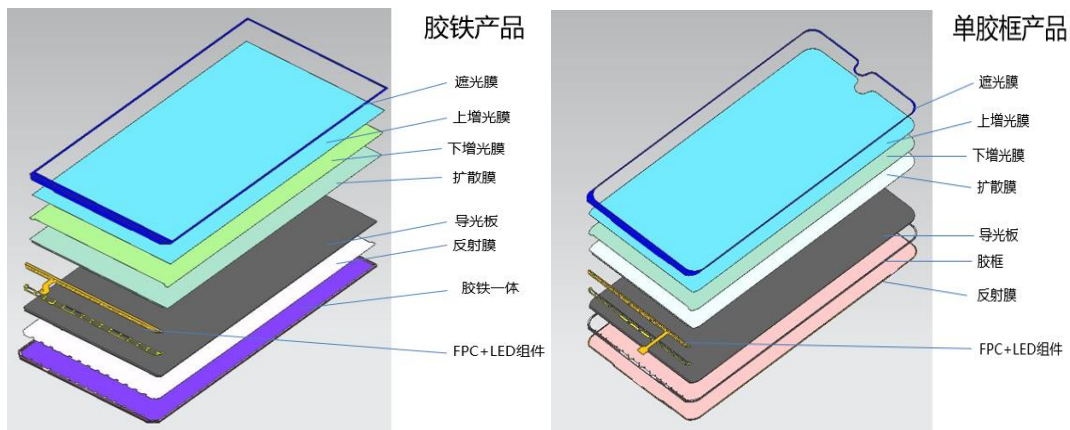 胶铁产品
遮光膜
上增光膜
下增光膜
扩散膜
导光板
反射膜
胶铁一体
FPC+LED组件
单胶框产品
遮光膜
上增光膜
下增光膜
扩散膜
导光板
胶框
反射膜
FPC+LED组件